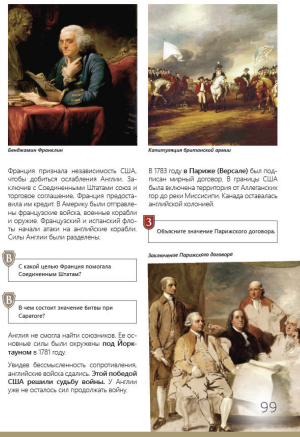 Бенджамин Франклин
Франция признала независимость США,
чтобы добиться ослабления Англии. За-
ключив с Соединенными Штатами союз и
торговое соглашение, Франция предоста-
вила им кредит. В Америку были отправле-
ны французские войска, военные корабли
и оружие. Французский и испанский фло-
ты начали атаки на английские корабли.
Силы Англии были разделены.
В
С какой целью Франция помогала
Соединенным Штатам?
В
В чем состоит значение битвы при
Саратоге?
Англия не смогла найти союзников. Ее ос-
новные силы были окружены под Йорк-
тауном в 1781 году.
Увидев бессмысленность сопротивления,
английские войска сдались. Этой победой
США решили судьбу войны. У Англии
уже не осталось сил продолжать войну.
Капитуляция британской армии
В 1783 году в Париже (Версале) был под-
писан мирный договор. В границы США
была включена территория от Аллеганских
гор до реки Миссисипи. Канада оставалась
английской колонией.
З
Объясните значение Парижского договора.
Заключение Парижского договора
99